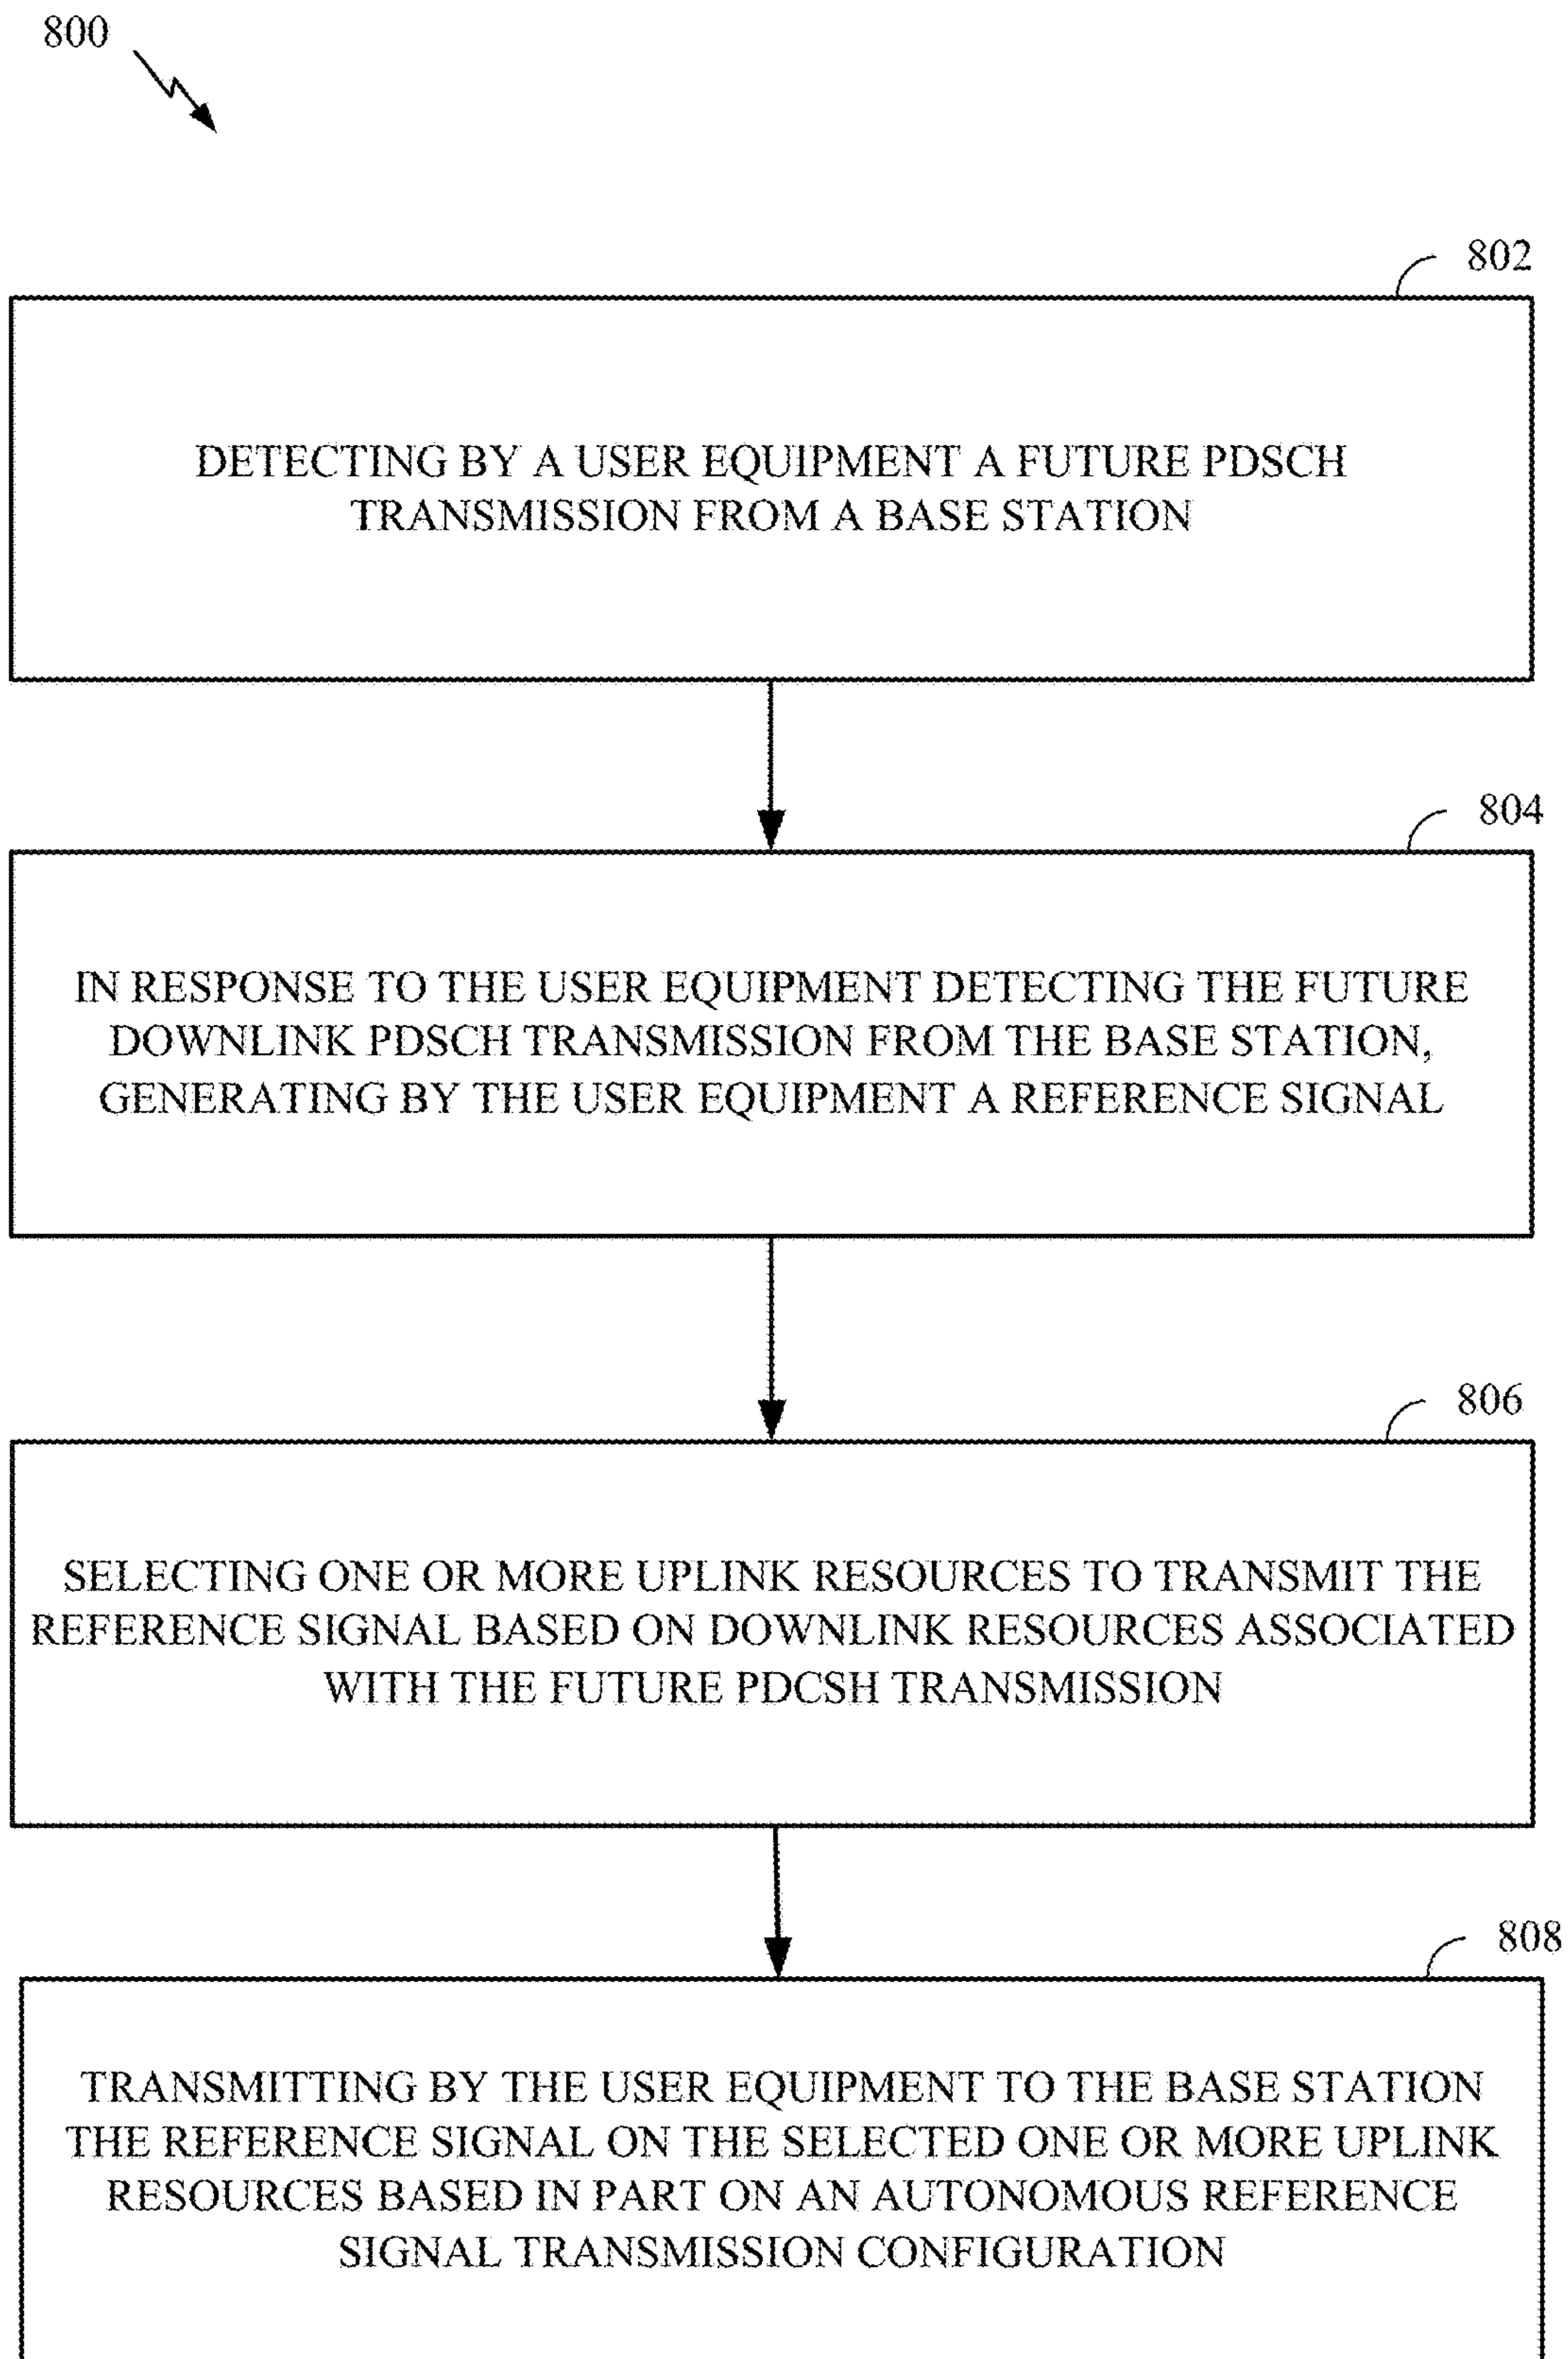 800
802
DETECTING BY A USER EQUIPMENT A FUTURE PDSCH
TRANSMISSION FROM A BASE STATION
804
IN RESPONSE TO THE USER EQUIPMENT DETECTING THE FUTURE
DOWNLINK PDSCH TRANSMISSION FROM THE BASE STATION,
GENERATING BY THE USER EQUIPMENT A REFERENCE SIGNAL
806
SELECTING ONE OR MORE UPLINK RESOURCES TO TRANSMIT THE
REFERENCE SIGNAL BASED ON DOWNLINK RESOURCES ASSOCIATED
WITH THE FUTURE PDCSH TRANSMISSION
808
TRANSMITTING BY THE USER EQUIPMENT TO THE BASE STATION
THE REFERENCE SIGNAL ON THE SELECTED ONE OR MORE UPLINK
RESOURCES BASED IN PART ON AN AUTONOMOUS REFERENCE
SIGNAL TRANSMISSION CONFIGURATION